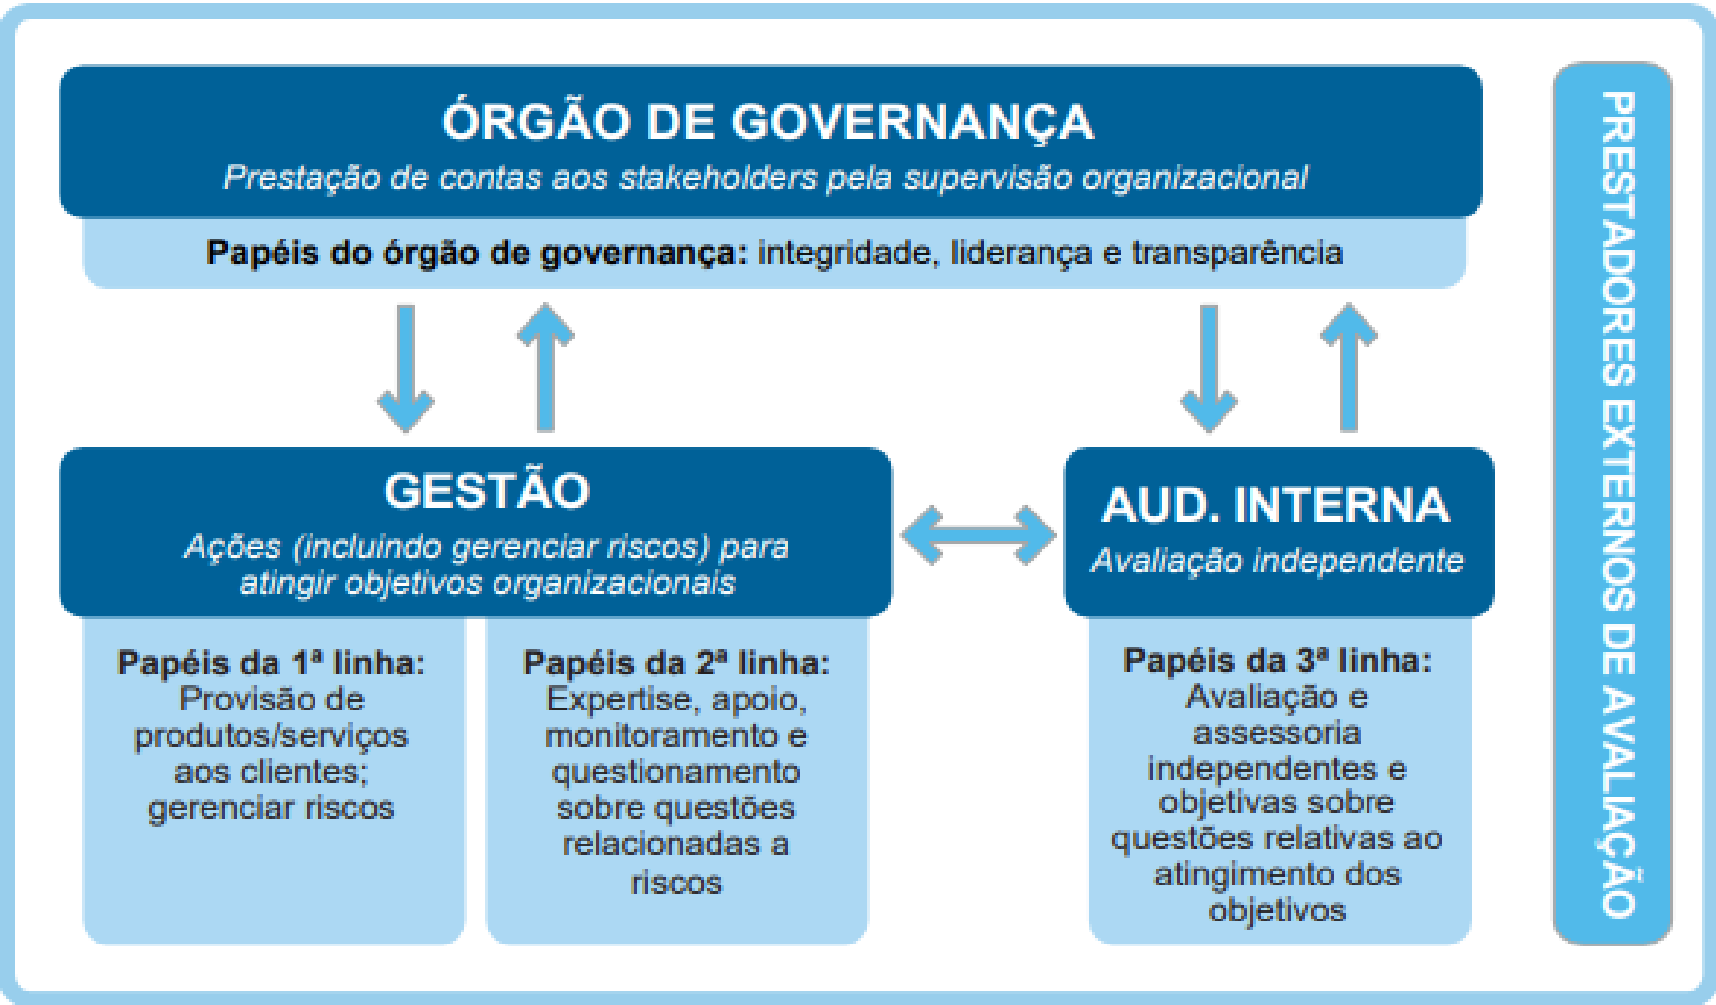 ÓRGÃO DE GOVERNANÇA
Prestação de contas aos stakeholders pela supervisão organizacional
Papéis do órgão de governança: integridade, liderança e transparência
GESTÃO
Ações (incluindo gerenciar riscos) para
atingir objetivos organizacionais
Papéis da 1ª linha:
Provisão de
produtos/serviços
aos clientes;
gerenciar riscos
Papéis da 2ª linha:
Expertise, apoio,
monitoramento e
questionamento
sobre questões
relacionadas a
riscos
AUD. INTERNA
Avaliação independente
Papéis da 3ª linha:
Avaliação e
assessoria
independentes e
objetivas sobre
questões relativas ao
atingimento dos
objetivos
PRESTADORES EXTERNOS DE AVALIAÇÃO